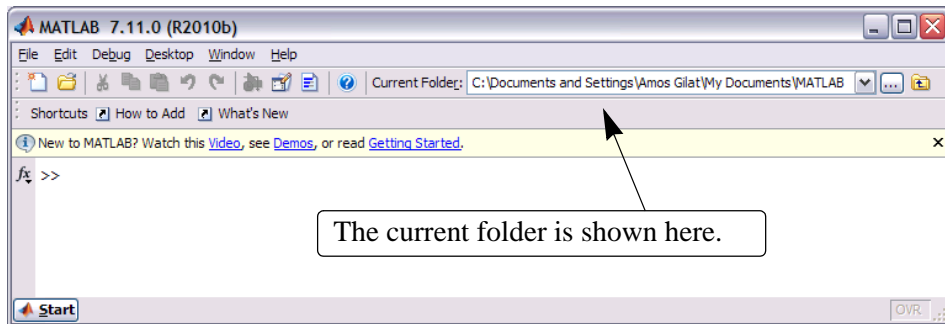 MATLAB 7.11.0 (R2010b)
File Edit Debug Desktop Window Help
Current Folder: C:\Documents and Settings\Amos Gilat\My Documents\MATLAB ...
Shortcuts How to Add What's New
New to MATLAB? Watch this Video, see Demos, or read Getting Started.
fx >>
The current folder is shown here.
Start OVR